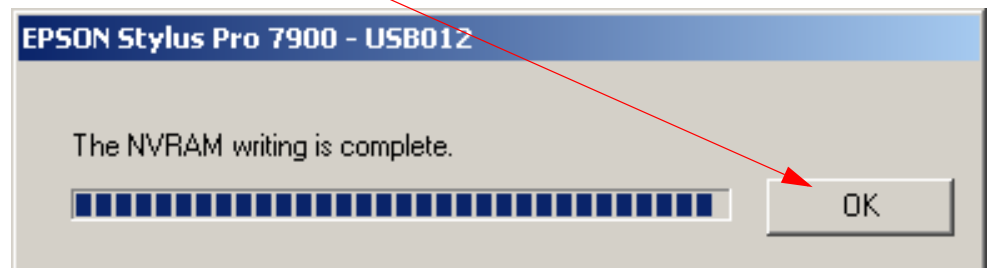 EPSON Stylus Pro 7900 - USB012
The NVRAM writing is complete.
OK